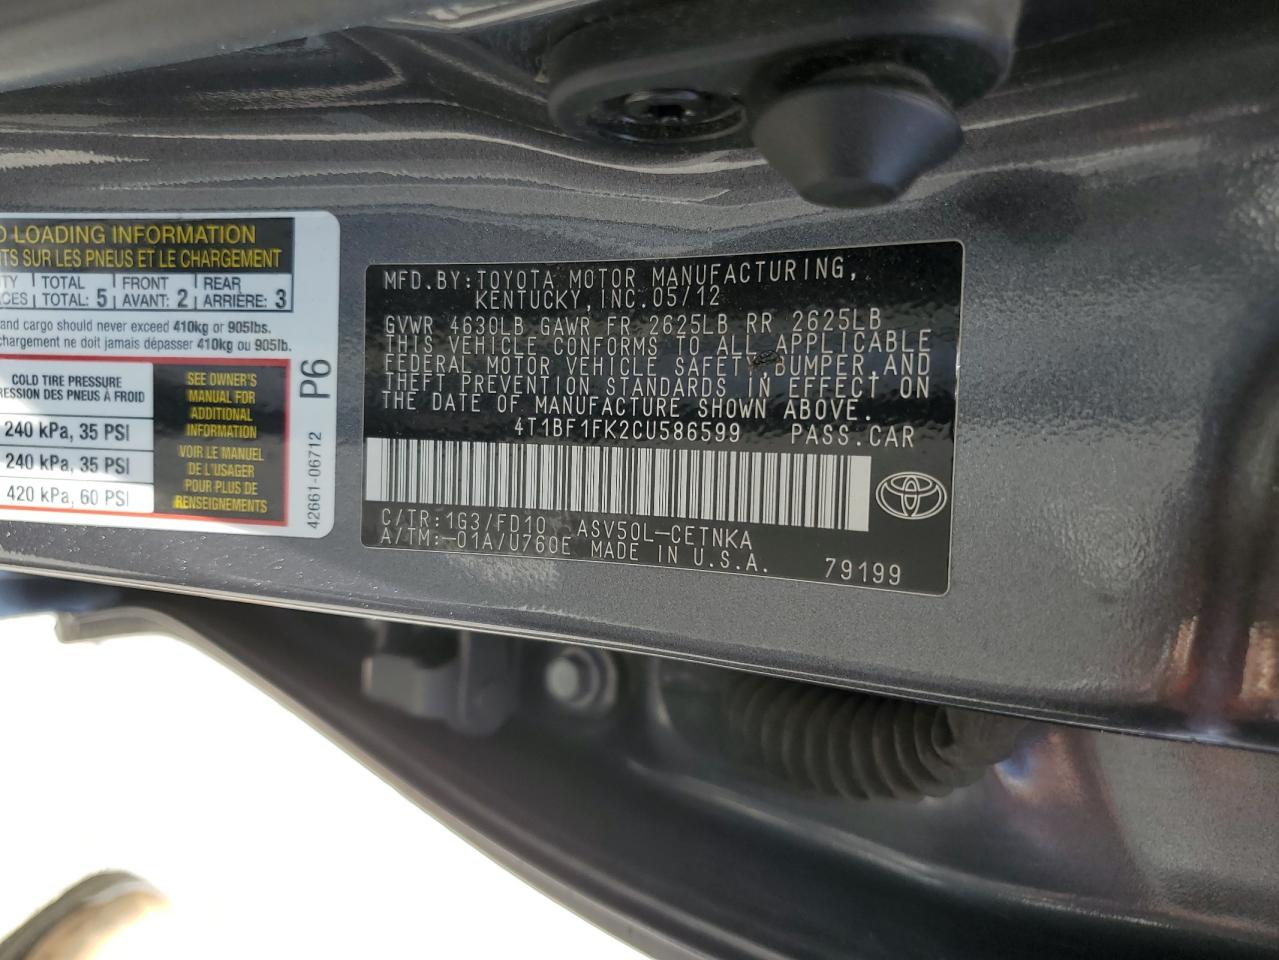 LOADING INFORMATION
SUR LES PNEUS ET LE CHARGEMENT
TOTAL FRONT REAR
TOTAL: 5 AVANT: 2 ARRIÈRE: 3
and cargo should never exceed 410kg or 905lbs.
chargement ne doit jamais dépasser 410kg ou 905lb.
COLD TIRE PRESSURE
DES PNEUS À FROID
240 kPa, 35 PSI
240 kPa, 35 PSI
420 kPa, 60 PSI
SEE OWNER'S
MANUAL FOR
ADDITIONAL
INFORMATION
VOIR LE MANUEL
DE L'USAGER
POUR PLUS DE
RENSEIGNEMENTS
P6
42661-06712
MFD.BY:TOYOTA MOTOR MANUFACTURING,
KENTUCKY,INC.05/12
GVWR 4630LB GAWR FR 2625LB RR 2625LB
THIS VEHICLE CONFORMS TO ALL APPLICABLE
FEDERAL MOTOR VEHICLE SAFETY,BUMPER,AND
THEFT PREVENTION STANDARDS IN EFFECT ON
THE DATE OF MANUFACTURE SHOWN ABOVE.
4T1BF1FK2CU586599 PASS.CAR
C/TR:1G3/FD10 ASV50L-CETNKA
A/TM:-01A/U760E MADE IN U.S.A. 79199